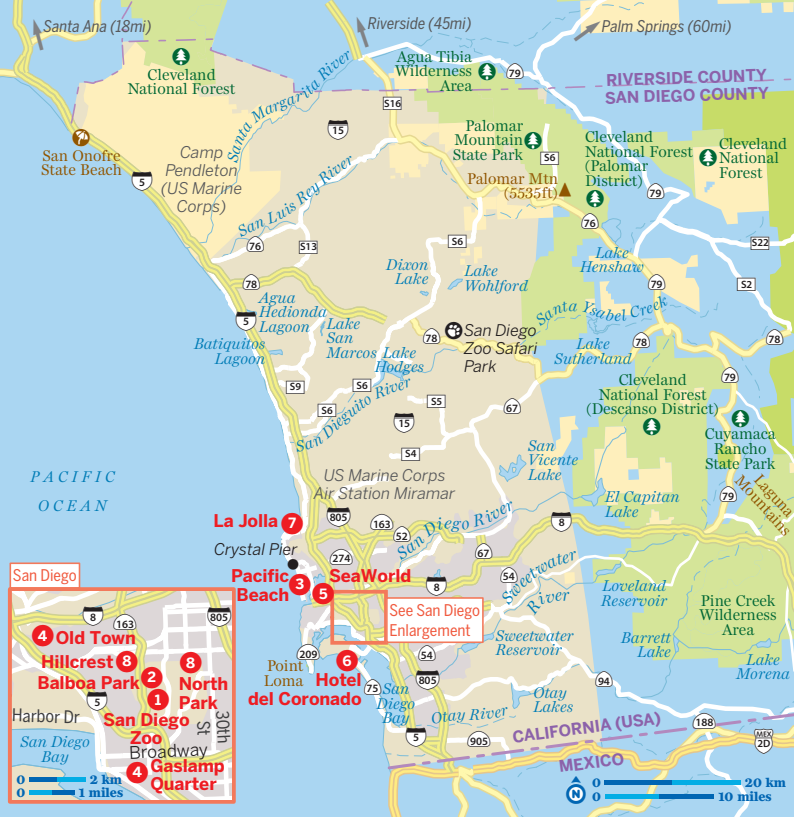 Santa Ana (18mi)
Riverside (45mi)
Palm Springs (60mi)
Cleveland
National Forest
Agua Tibia
Wilderness
Area
79
RIVERSIDE COUNTY
SAN DIEGO COUNTY
Santa Margarita River
S16
15
San Onofre
State Beach
Camp
Pendleton
(US Marine
Corps)
5
Palomar
Mountain
State Park
S6
Palomar Mtn
(5535ft)
Cleveland
National Forest
(Palomar
District)
Cleveland
National
Forest
79
San Luis Rey River
76
S13
76
S6
S22
Lake
Henshaw
79
S2
Dixon
Lake
Lake
Wohlford
78
Agua
Hedionda
Lagoon
5
Batiquitos
Lagoon
Lake
San
Marcos
Lake
Hodges
78
San Diego
Zoo Safari
Park
Santa Ysabel Creek
Lake
Sutherland
78
78
79
S9
S6
S6
San Dieguito River
S5
15
67
S4
Cleveland
National Forest
(Descanso District)
Cuyamaca
Rancho
State Park
79
Laguna
Mountains
San
Vicente
Lake
El Capitan
Lake
PACIFIC
OCEAN
US Marine Corps
Air Station Miramar
La Jolla 7
805
163
52
San Diego River
8
Crystal Pier
274
67
Pacific
Beach
3
5
SeaWorld
8
54
Sweetwater
River
Loveland
Reservoir
Pine Creek
Wilderness
Area
See San Diego
Enlargement
Sweetwater
Reservoir
Barrett
Lake
Lake
Morena
209
Point
Loma
6
Hotel
del Coronado
54
805
75
San
Diego
Bay
Otay
Lakes
Otay River
94
5
905
188
CALIFORNIA (USA)
MEXICO
MEX
2D
San Diego
8
163
805
4 Old Town
Hillcrest 8
8
Balboa Park 2
North
Park
5
1
San Diego
Zoo
Harbor Dr
30th
St
San Diego
Bay
Broadway
4 Gaslamp
Quarter
0 2 km
0 1 miles
N
0 20 km
0 10 miles